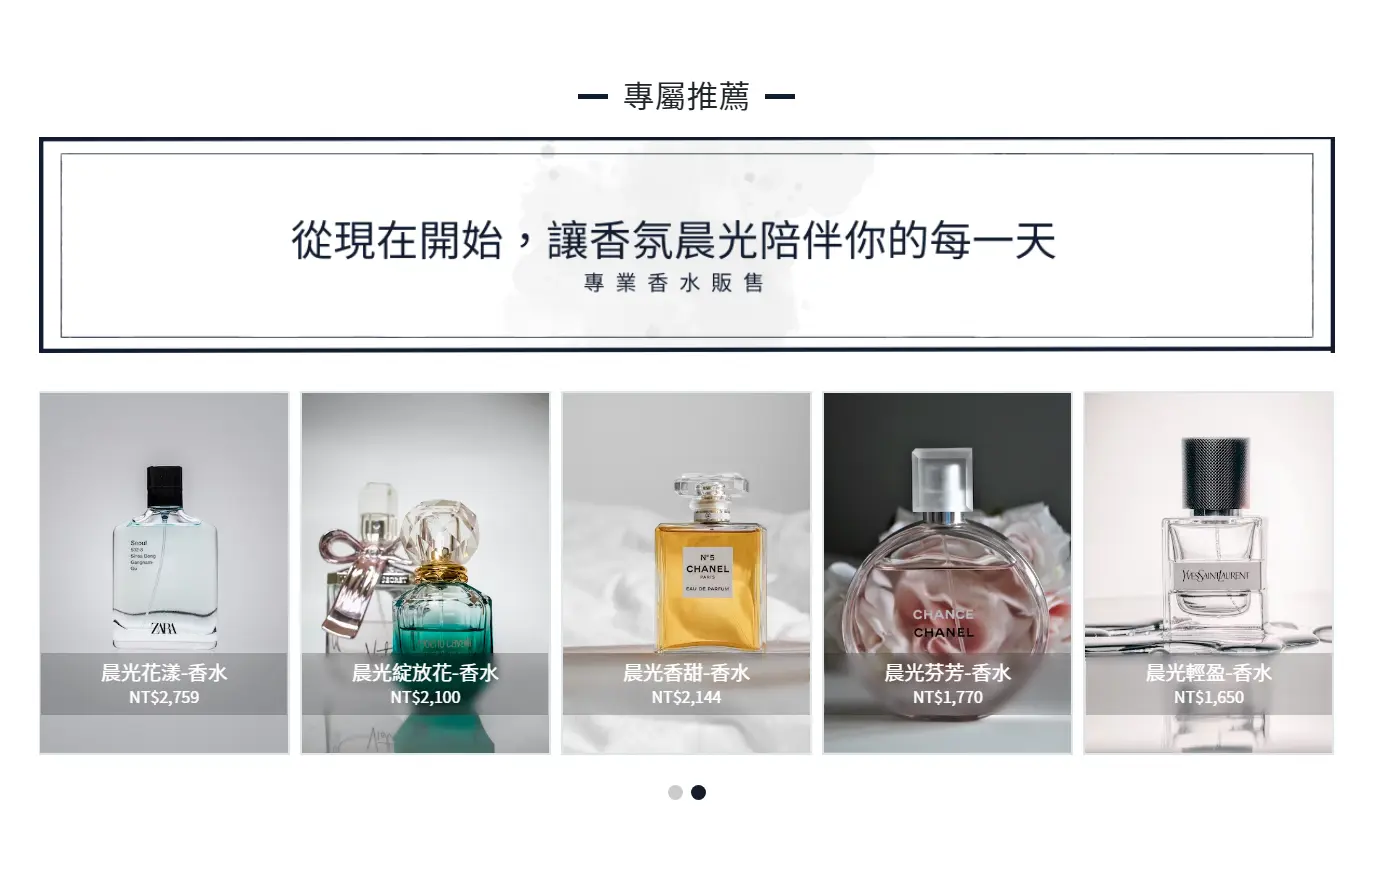 專屬推薦
從現在開始，讓香氛晨光陪伴你的每一天
專業香水販售
Seoul
Gangnam
Gu
ZARA
晨光花漾-香水
NT$2,759
SECRET
晨光綻放花-香水
NT$2,100
N°5
CHANEL
PARIS
EAU DE PARFUM
晨光香甜-香水
NT$2,144
CHANCE
CHANEL
晨光芬芳-香水
NT$1,770
YVESSAINTLAURENT
晨光輕盈-香水
NT$1,650